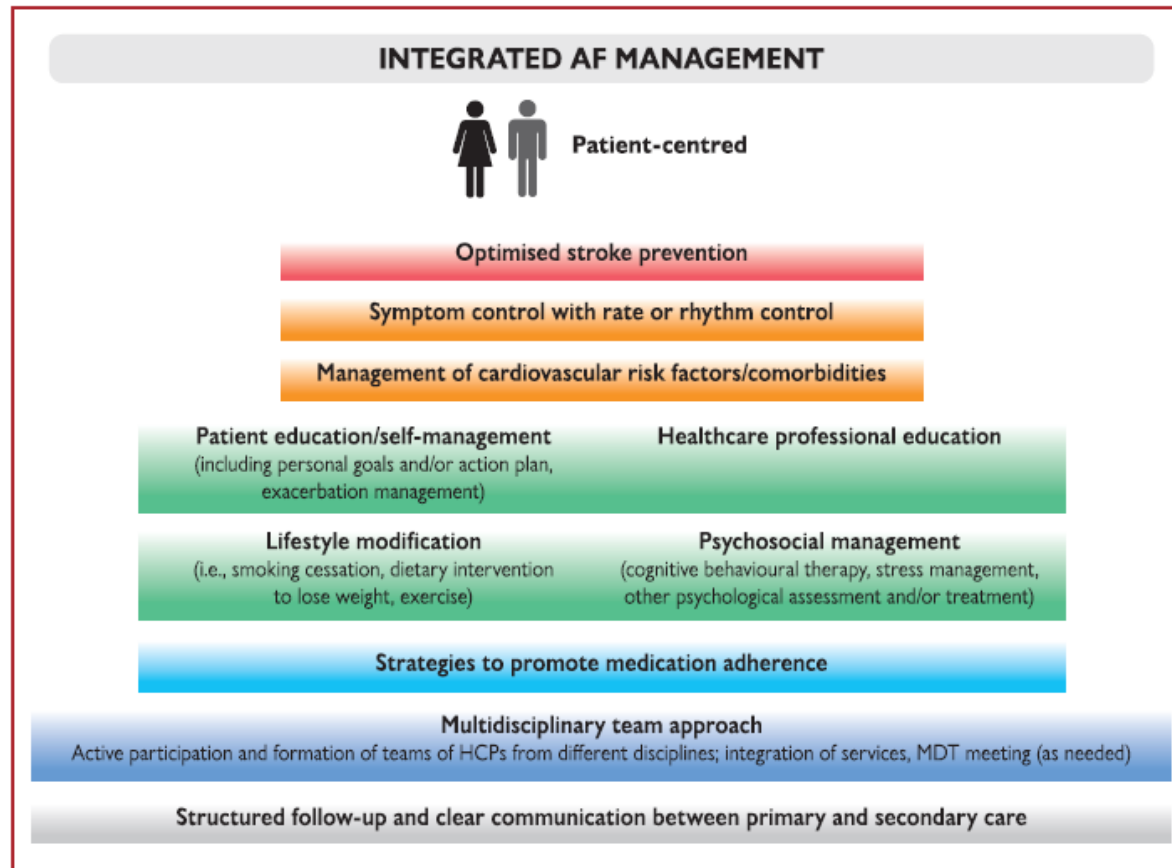 INTEGRATED AF MANAGEMENT
Patient-centred
Optimised stroke prevention
Symptom control with rate or rhythm control
Management of cardiovascular risk factors/comorbidities
Patient education/self-management
(including personal goals and/or action plan,
exacerbation management)
Healthcare professional education
Lifestyle modification
(i.e., smoking cessation, dietary intervention
to lose weight, exercise)
Psychosocial management
(cognitive behavioural therapy, stress management,
other psychological assessment and/or treatment)
Strategies to promote medication adherence
Multidisciplinary team approach
Active participation and formation of teams of HCPs from different disciplines; integration of services, MDT meeting (as needed)
Structured follow-up and clear communication between primary and secondary care